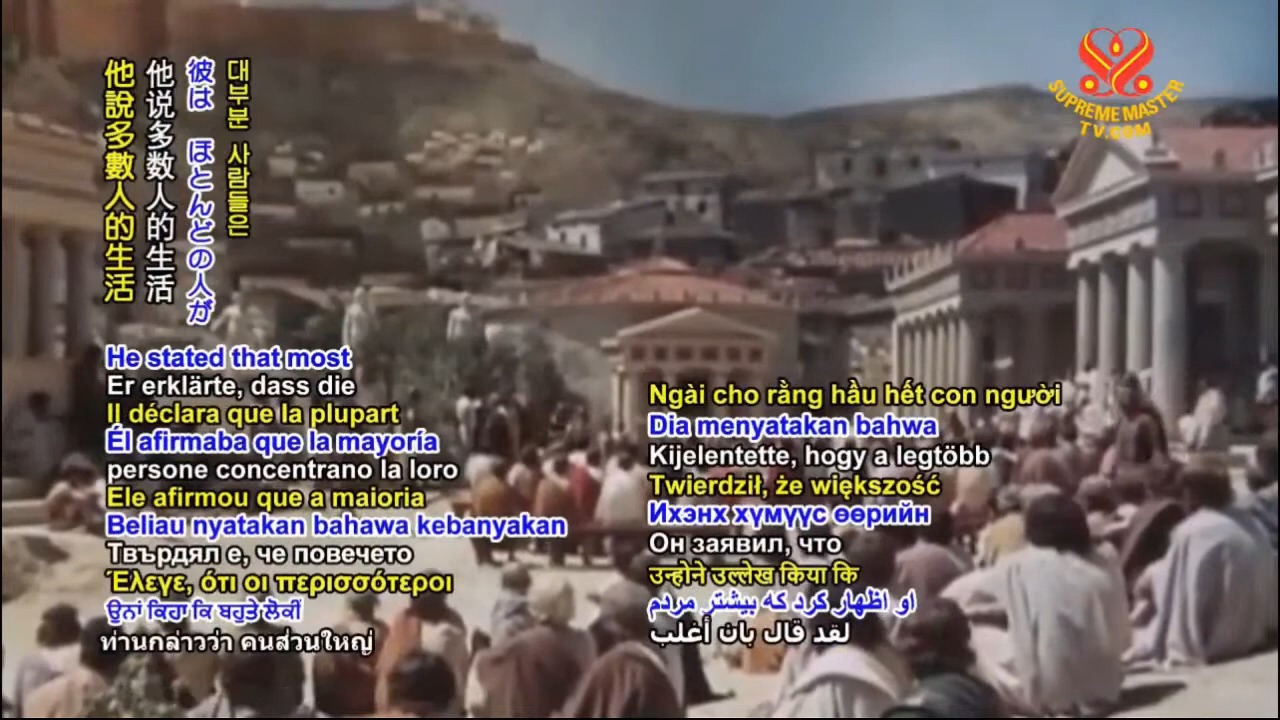 他說多數人的生活
他说多数人的生活
彼は ほとんどの人が
대부분 사람들은
SUPREME MASTER
TV.COM
He stated that most
Er erklärte, dass die
Il déclara que la plupart
Él afirmaba que la mayoría
persone concentrano la loro
Ele afirmou que a maioria
Beliau nyatakan bahawa kebanyakan
Твърдял е, че повечето
Έλεγε, ότι οι περισσότεροι
ਉਨਾਂ ਕਿਹਾ ਕਿ ਬਹੁਤੇ ਲੋਕੀਂ
ท่านกล่าวว่า คนส่วนใหญ่
Ngài cho rằng hầu hết con người
Dia menyatakan bahwa
Kijelentette, hogy a legtöbb
Twierdził, że większość
Ихэнх хүмүүс өөрийн
Он заявил, что
उन्होने उल्लेख किया कि
او اظهار کرد که بیشتر مردم
لقد قال بان أغلب